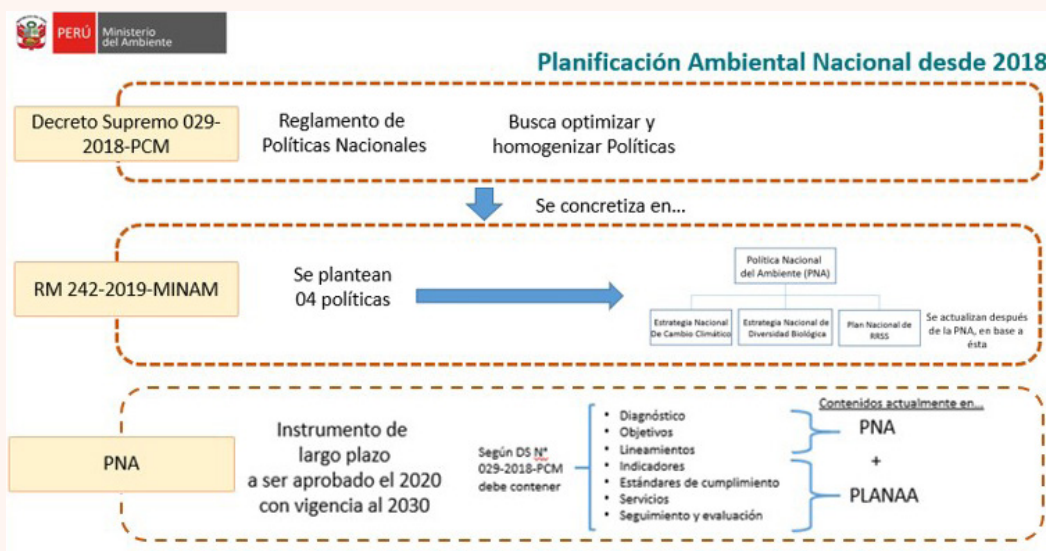 PERÚ
Ministerio
del Ambiente
Planificación Ambiental Nacional desde 2018
Decreto Supremo 029-
2018-PCM
Reglamento de
Políticas Nacionales
Busca optimizar y
homogenizar Políticas
Se concretiza en...
RM 242-2019-MINAM
Se plantean
04 políticas
Política Nacional
del Ambiente (PNA)
Estrategia Nacional
De Cambio Climático
Estrategia Nacional de
Diversidad Biológica
Plan Nacional de
RRSS
Se actualizan después
de la PNA, en base a
ésta
PNA
Instrumento de
largo plazo
a ser aprobado el 2020
con vigencia al 2030
Según DS N°
029-2018-PCM
debe contener
• Diagnóstico
• Objetivos
• Lineamientos
• Indicadores
• Estándares de cumplimiento
• Servicios
• Seguimiento y evaluación
Contenidos actualmente en...
PNA
+
PLANAA